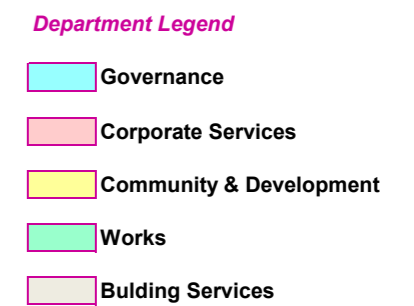 Department Legend
Governance
Corporate Services
Community & Development
Works
Bulding Services